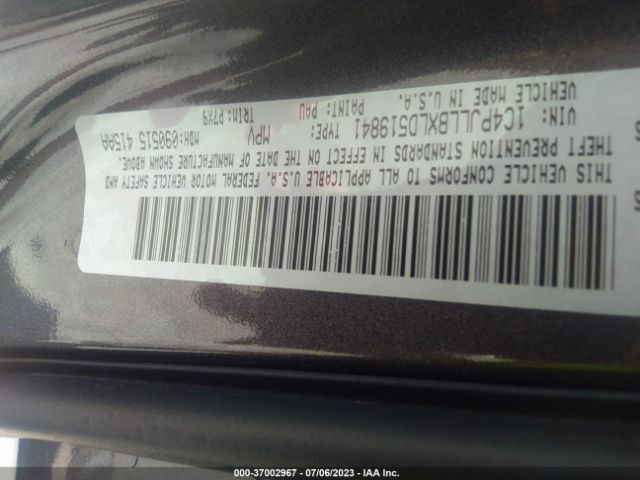 THIS VEHICLE CONFORMS TO ALL APPLICABLE U.S.A. FEDERAL MOTOR VEHICLE SAFETY AND
THEFT PREVENTION STANDARDS IN EFFECT ON THE DATE OF MANUFACTURE SHOWN ABOVE.
VIN: 1C4PJLLBXLD519841 TYPE: MPV MDH:090515 415AA
VEHICLE MADE IN U.S.A. PAINT: PAU TRIM: P7X9
000-37002967 - 07/06/2023 - IAA Inc.